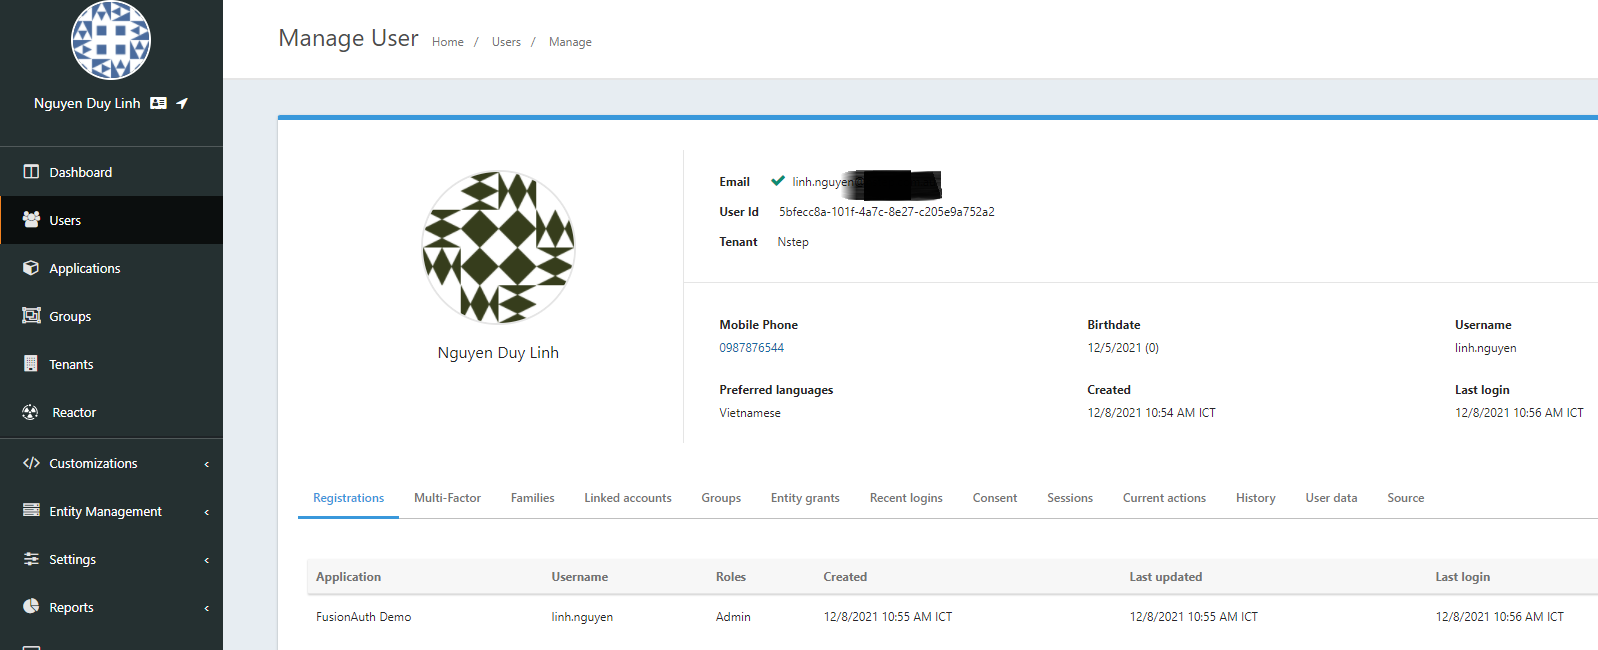 Manage User Home / Users / Manage
Nguyen Duy Linh
Dashboard
Users
Applications
Groups
Tenants
Reactor
Customizations
Entity Management
Settings
Reports
Nguyen Duy Linh
Email linh.nguyen
User Id 5bfecc8a-101f-4a7c-8e27-c205e9a752a2
Tenant Nstep
Mobile Phone Birthdate Username
0987876544 12/5/2021 (0) linh.nguyen
Preferred languages Created Last login
Vietnamese 12/8/2021 10:54 AM ICT 12/8/2021 10:56 AM ICT
Registrations Multi-Factor Families Linked accounts Groups Entity grants Recent logins Consent Sessions Current actions History User data Source
Application Username Roles Created Last updated Last login
FusionAuth Demo linh.nguyen Admin 12/8/2021 10:55 AM ICT 12/8/2021 10:55 AM ICT 12/8/2021 10:56 AM ICT